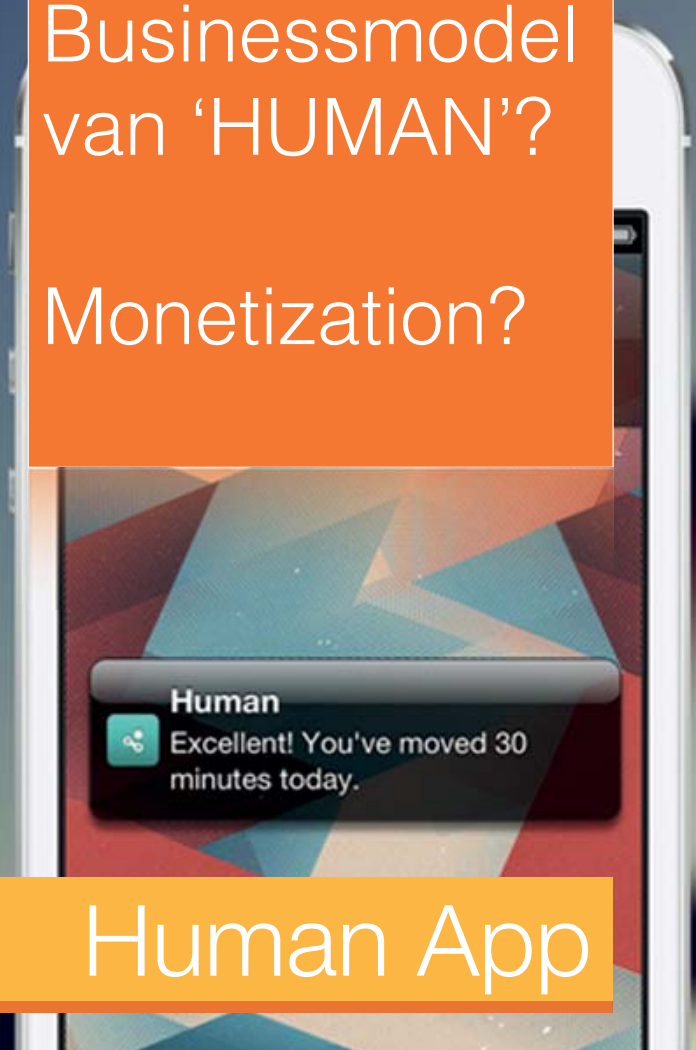 Businessmodel
van ‘HUMAN’?
Monetization?
Human
Excellent! You've moved 30
minutes today.
Human App